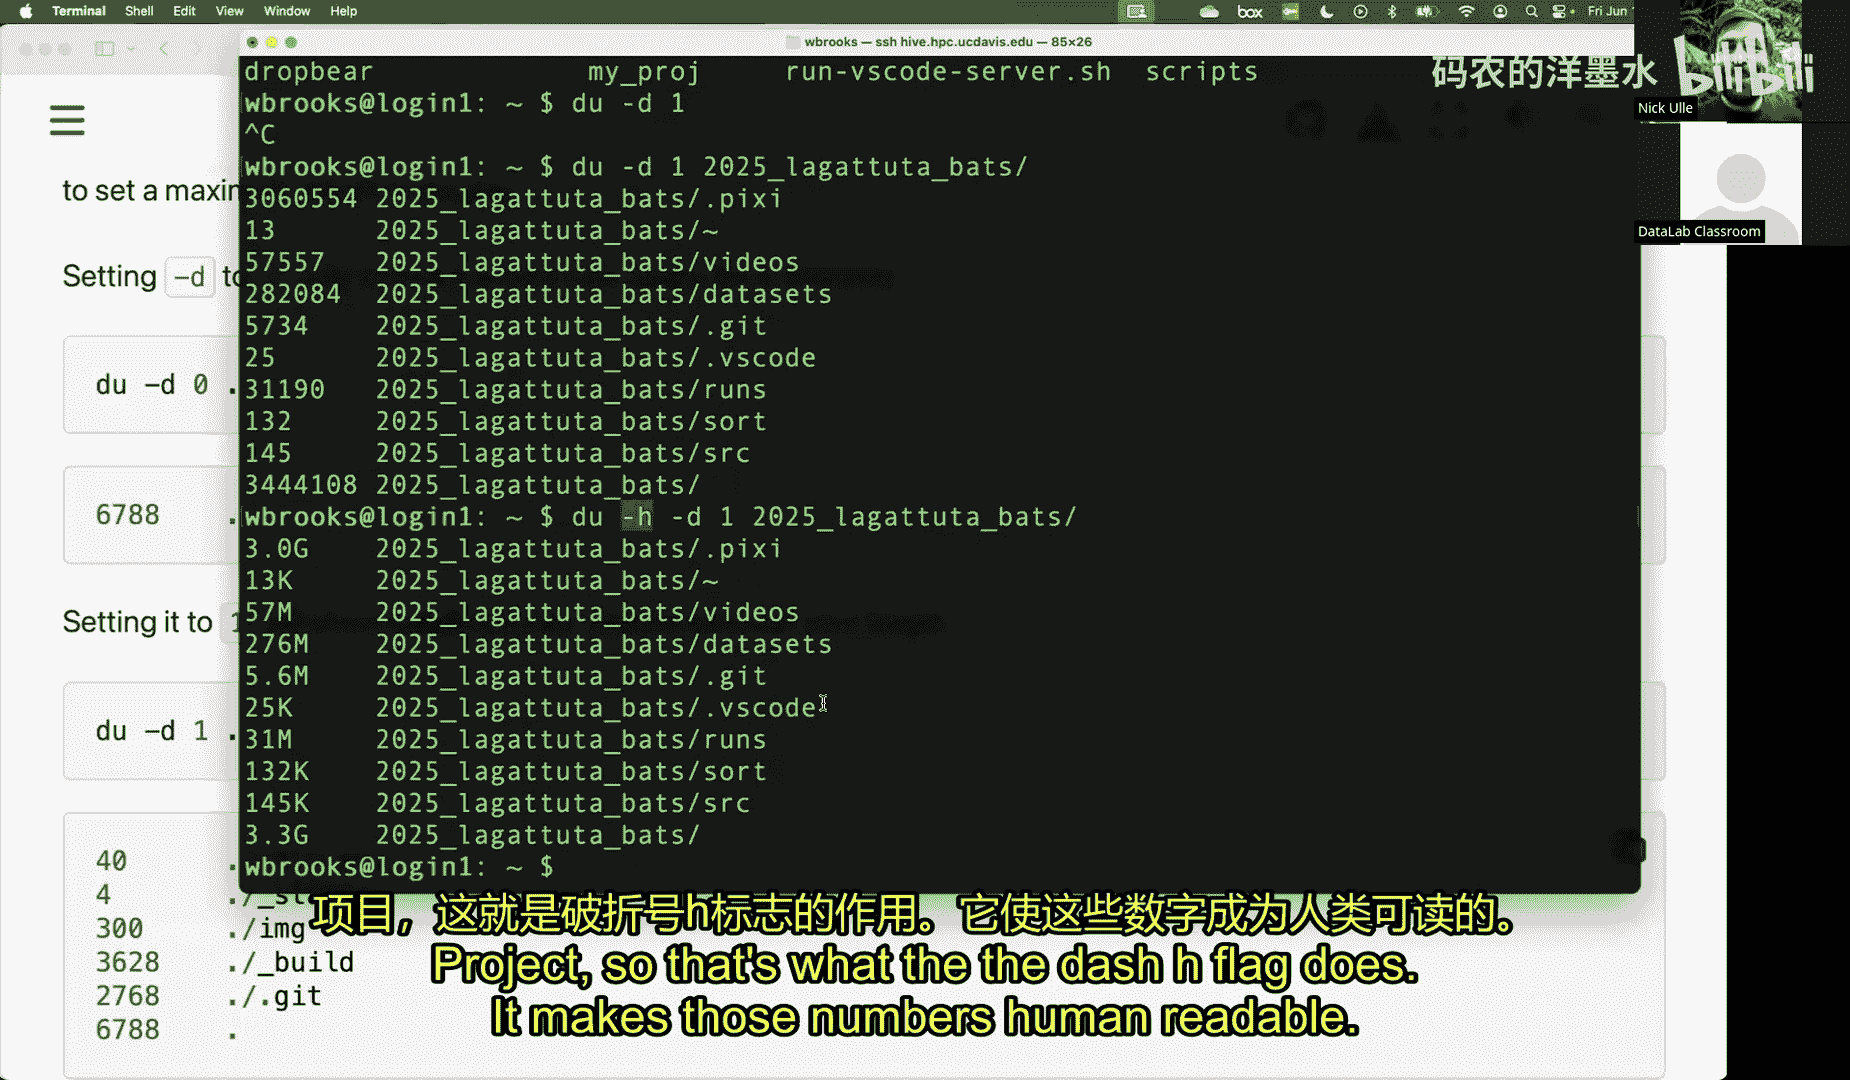 Terminal Shell Edit View Window Help
box
Fri Jun
wbrooks — ssh hive.hpc.ucdavis.edu — 85×26
码农的洋墨水 bilibili
Nick Ulle
DataLab Classroom
dropbear my_proj run-vscode-server.sh scripts
wbrooks@login1: ~ $ du -d 1
^C
wbrooks@login1: ~ $ du -d 1 2025_lagattuta_bats/
3060554 2025_lagattuta_bats/.pixi
13 2025_lagattuta_bats/~
57557 2025_lagattuta_bats/videos
282084 2025_lagattuta_bats/datasets
5734 2025_lagattuta_bats/.git
25 2025_lagattuta_bats/.vscode
31190 2025_lagattuta_bats/runs
132 2025_lagattuta_bats/sort
145 2025_lagattuta_bats/src
3444108 2025_lagattuta_bats/
wbrooks@login1: ~ $ du -h -d 1 2025_lagattuta_bats/
3.0G 2025_lagattuta_bats/.pixi
13K 2025_lagattuta_bats/~
57M 2025_lagattuta_bats/videos
276M 2025_lagattuta_bats/datasets
5.6M 2025_lagattuta_bats/.git
25K 2025_lagattuta_bats/.vscode
31M 2025_lagattuta_bats/runs
132K 2025_lagattuta_bats/sort
145K 2025_lagattuta_bats/src
3.3G 2025_lagattuta_bats/
wbrooks@login1: ~ $
to set a
Setting -d
du -d 0 .
6788 .
Setting it to 1
du -d 1 .
40 .
4
300 ./img
3628 ./_build
2768 ./.git
6788 .
项目，这就是破折号h标志的作用。它使这些数字成为人类可读的。
Project, so that's what the the dash h flag does.
It makes those numbers human readable.